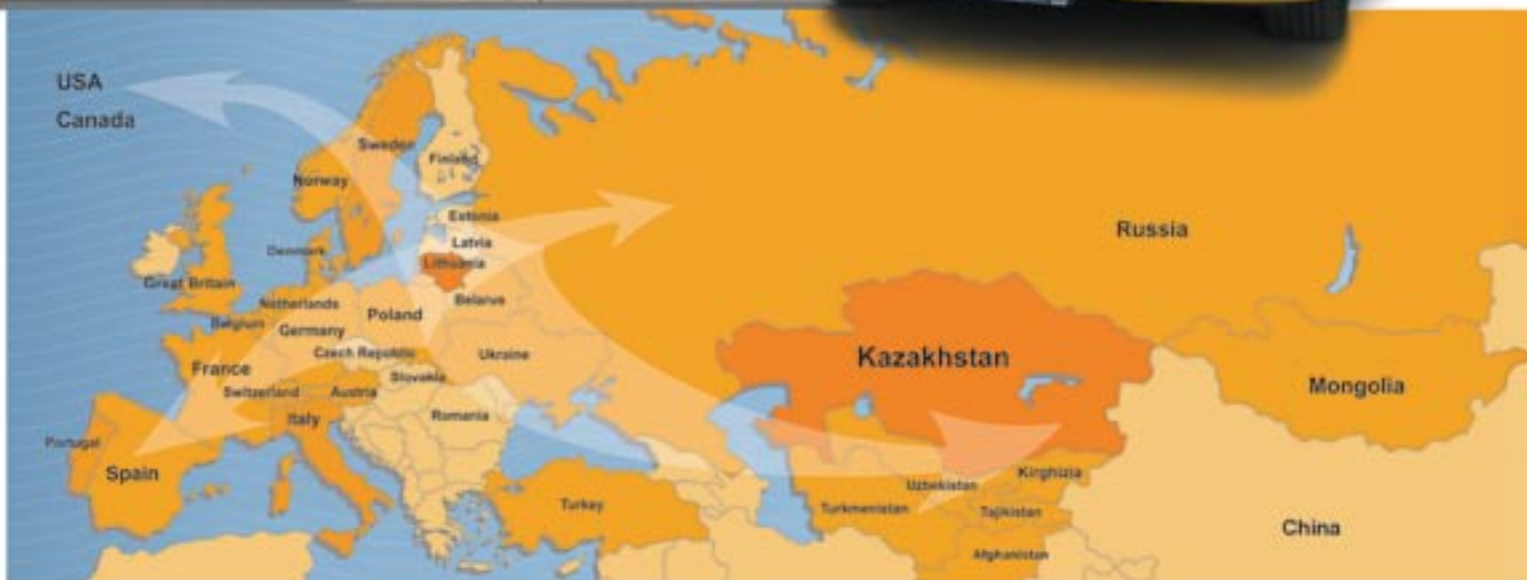 USA
Canada
Sweden
Finland
Norway
Estonia
Russia
Latvia
Denmark
Lithuania
Great Britain
Belarus
Netherlands
Poland
Belgium
Germany
Czech Republic
Ukraine
Kazakhstan
France
Slovakia
Mongolia
Switzerland
Austria
Italy
Romania
Portugal
Spain
Kirghizia
Uzbekistan
Turkey
Turkmenistan
Tajikistan
China
Afghanistan